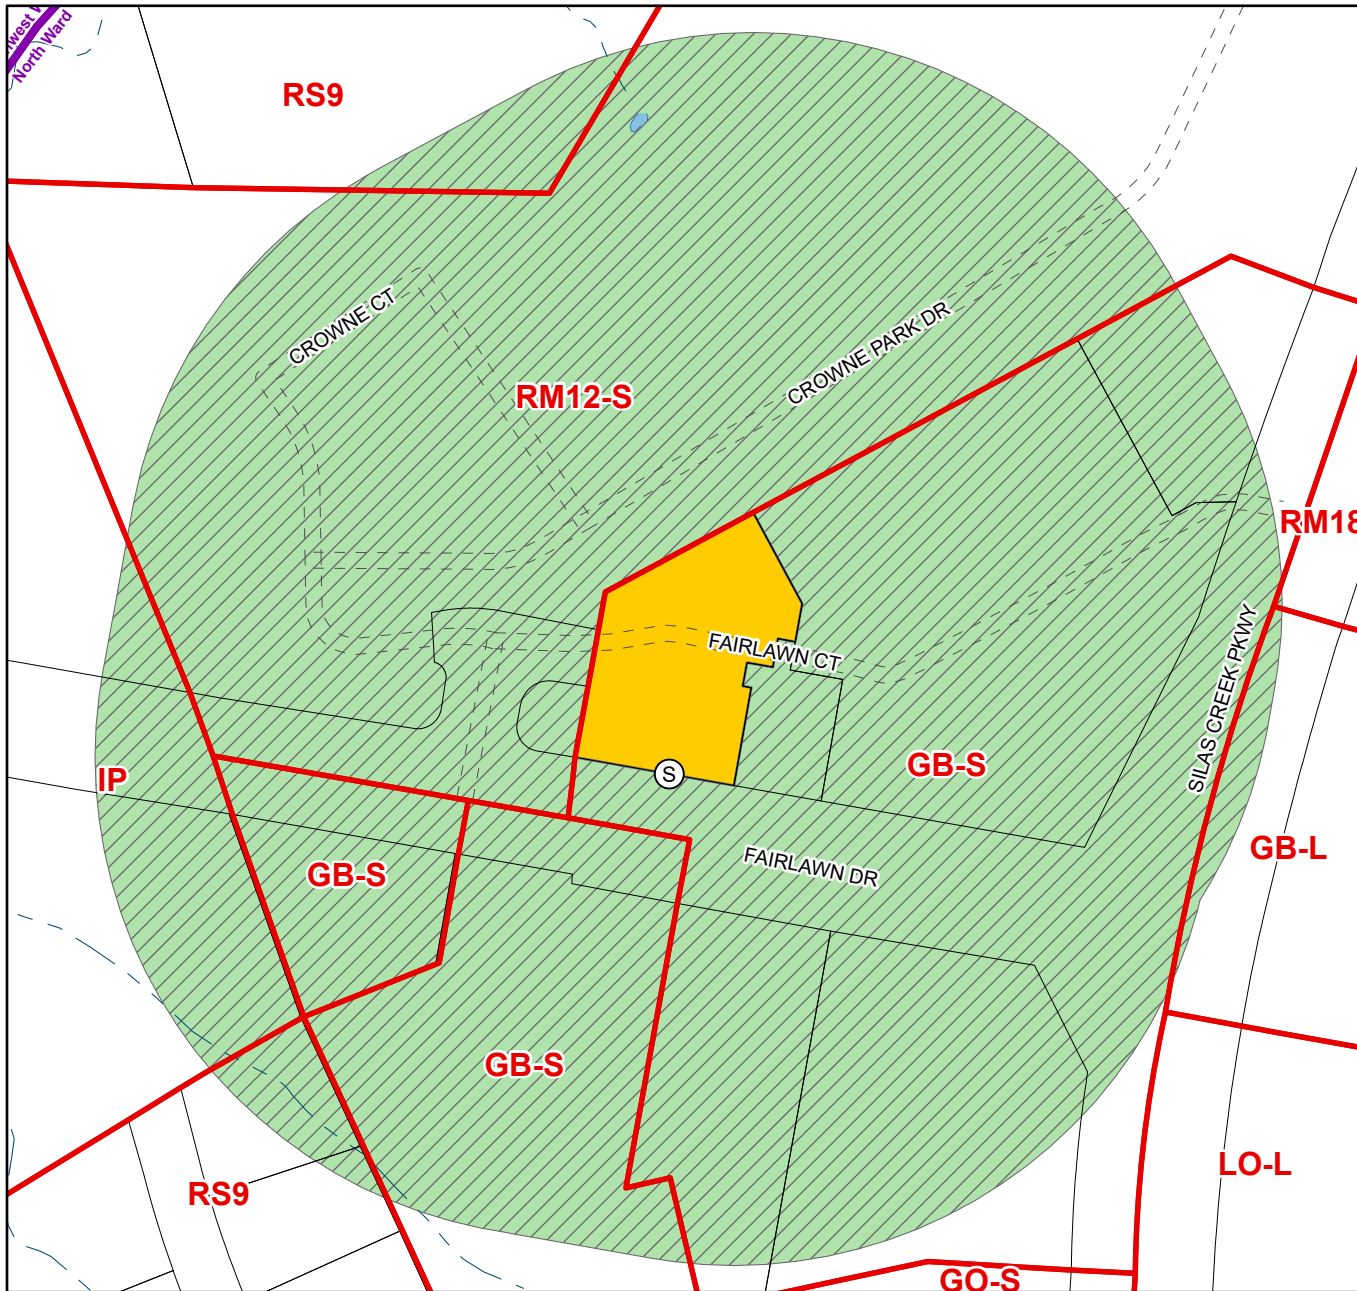 North Ward
RS9
CROWNE CT
CROWNE PARK DR
RM12-S
FAIRLAWN CT
SILAS CREEK PKWY
IP
S
GB-S
GB-S
FAIRLAWN DR
GB-L
GB-S
LO-L
RS9
GO-S